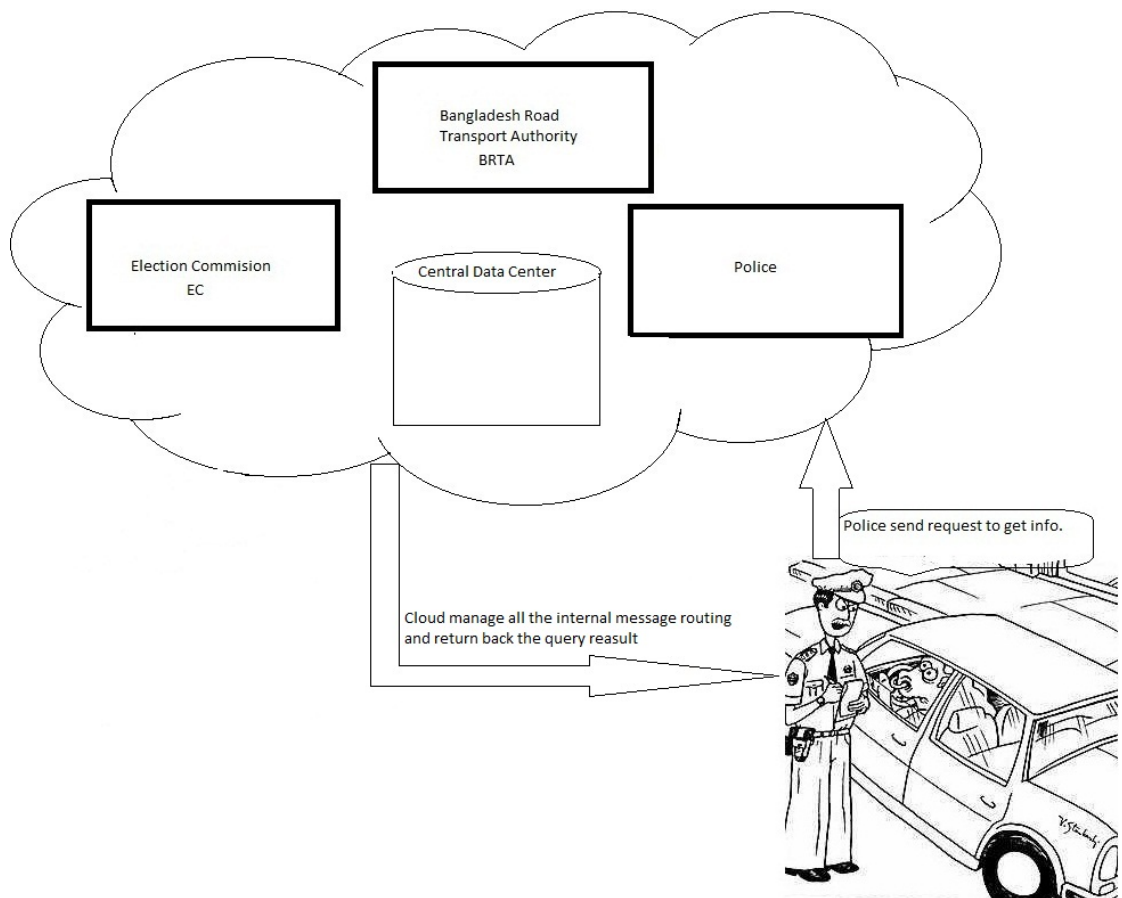 Bangladesh Road
Transport Authority
BRTA
Election Commision
EC
Central Data Center
Police
Police send request to get info.
Cloud manage all the internal message routing
and return back the query reasult